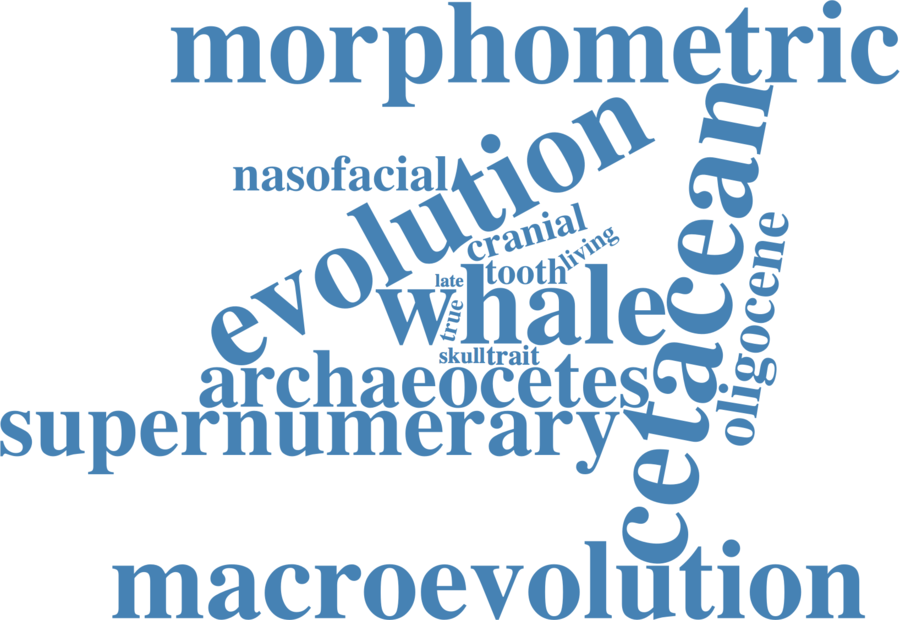 morphometric
evolution
cetacean
nasofacial
cranial
living
oligocene
tooth
late
whale
true
skull
trait
archaeocetes
supernumerary
macroevolution